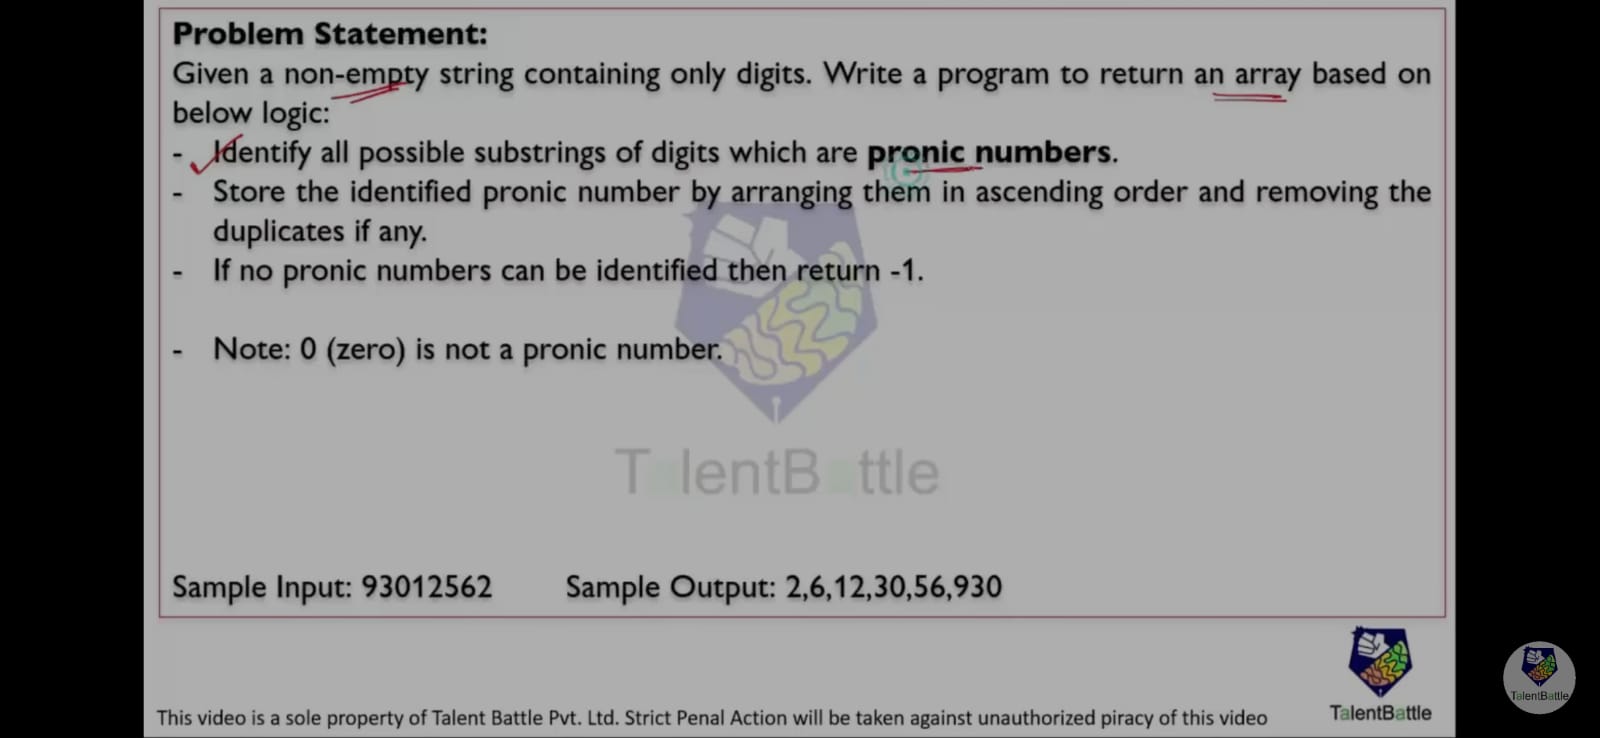 Problem Statement:
Given a non-empty string containing only digits. Write a program to return an array based on
below logic:
- Identify all possible substrings of digits which are pronic numbers.
- Store the identified pronic number by arranging them in ascending order and removing the
duplicates if any.
- If no pronic numbers can be identified then return -1.
- Note: 0 (zero) is not a pronic number.
TalentBattle
Sample Input: 93012562 Sample Output: 2,6,12,30,56,930
TalentBattle
TalentBattle
This video is a sole property of Talent Battle Pvt. Ltd. Strict Penal Action will be taken against unauthorized piracy of this video